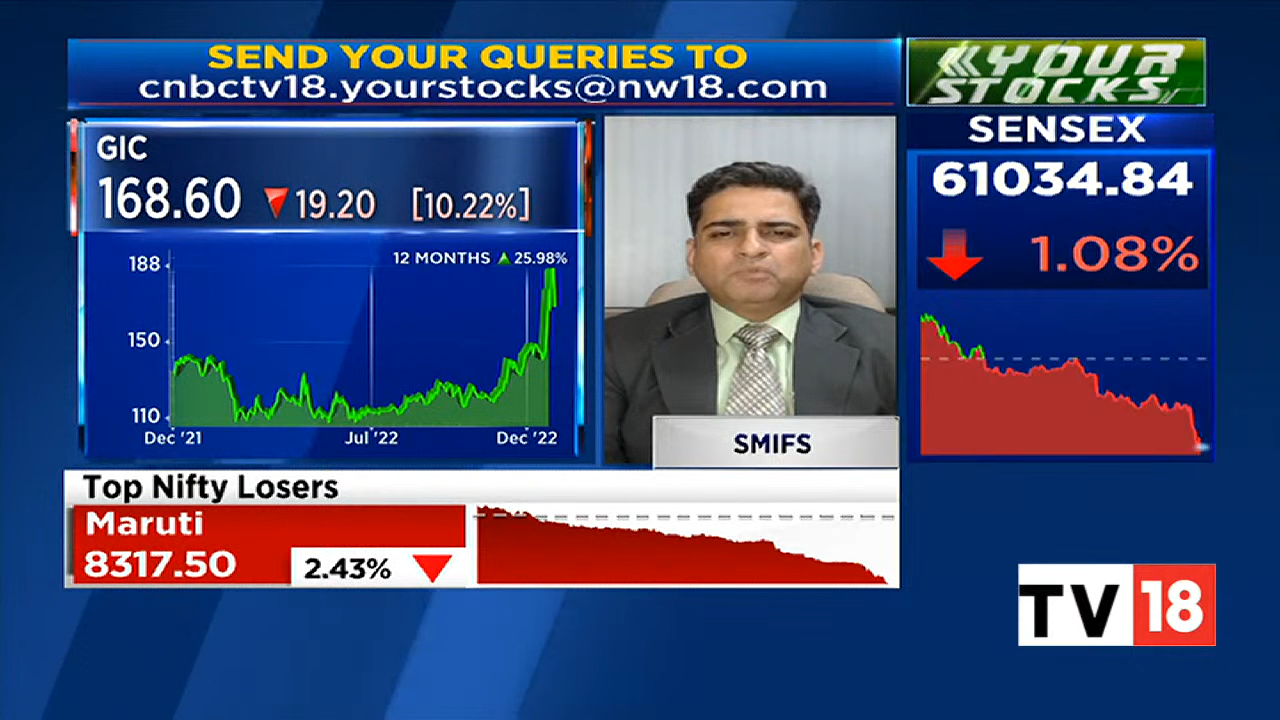 SEND YOUR QUERIES TO
cnbctv18.yourstocks@nw18.com
YOUR
STOCKS
GIC
168.60 ▼ 19.20 [10.22%]
12 MONTHS ▲ 25.98%
188
150
110
Dec '21 Jul '22 Dec '22
SMIFS
SENSEX
61034.84
1.08%
Top Nifty Losers
Maruti
8317.50 2.43% ▼
TV18